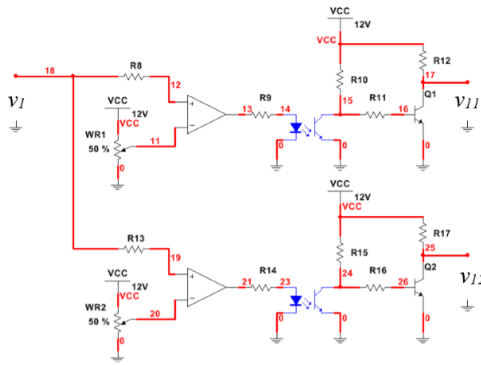 VCC
12V
18
R8
12
VCC
R10
R12
17
v11
v1
VCC
12V
VCC
WR1
50 %
11
0
13
R9
14
15
R11
16
Q1
0
0
0
VCC
12V
VCC
R13
19
R15
R17
25
VCC
12V
VCC
WR2
50 %
20
0
21
R14
23
24
R16
26
Q2
0
0
0